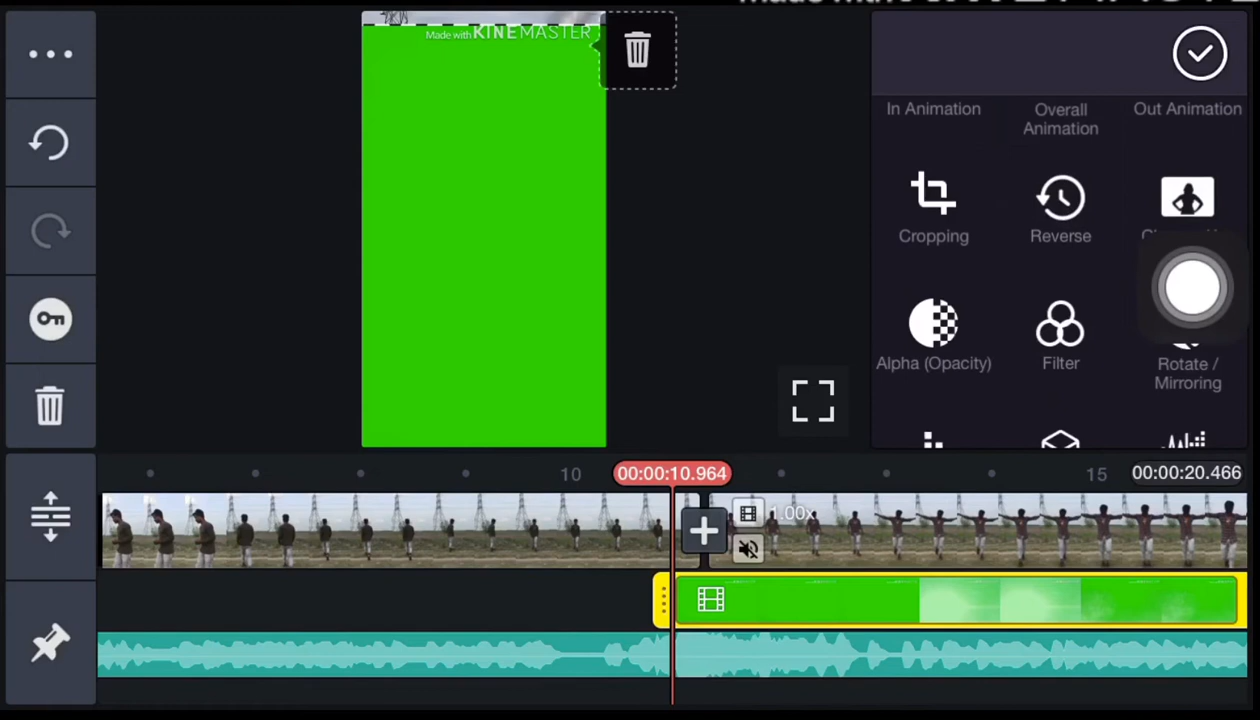 Made with KINEMASTER
In Animation
Overall
Animation
Out Animation
Cropping
Reverse
Alpha (Opacity)
Filter
Rotate /
Mirroring
10
00:00:10.964
15
00:00:20.466
1.00x